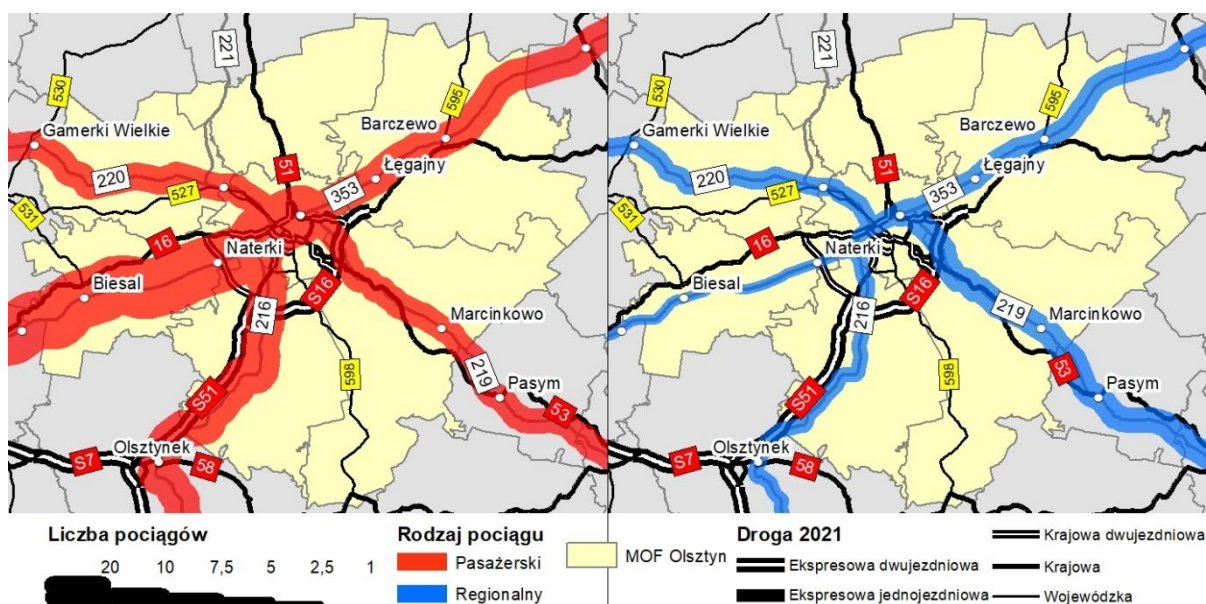 530
221
595
Gamerki Wielkie
Barczewo
Łęgajny
51
220
527
353
531
16
Naterki
Biesal
S16
216
Marcinkowo
219
598
Pasym
S51
53
Olsztynek
S7
58
530
221
595
Gamerki Wielkie
Barczewo
Łęgajny
51
220
527
353
531
16
Naterki
Biesal
S16
216
Marcinkowo
219
53
598
Pasym
S51
Olsztynek
S7
58
Liczba pociągów
20 10 7,5 5 2,5 1
Rodzaj pociągu
Pasażerski
Regionalny
MOF Olsztyn
Droga 2021
Ekspresowa dwujezdniowa
Ekspresowa jednojezdniowa
Krajowa dwujezdniowa
Krajowa
Wojewódzka